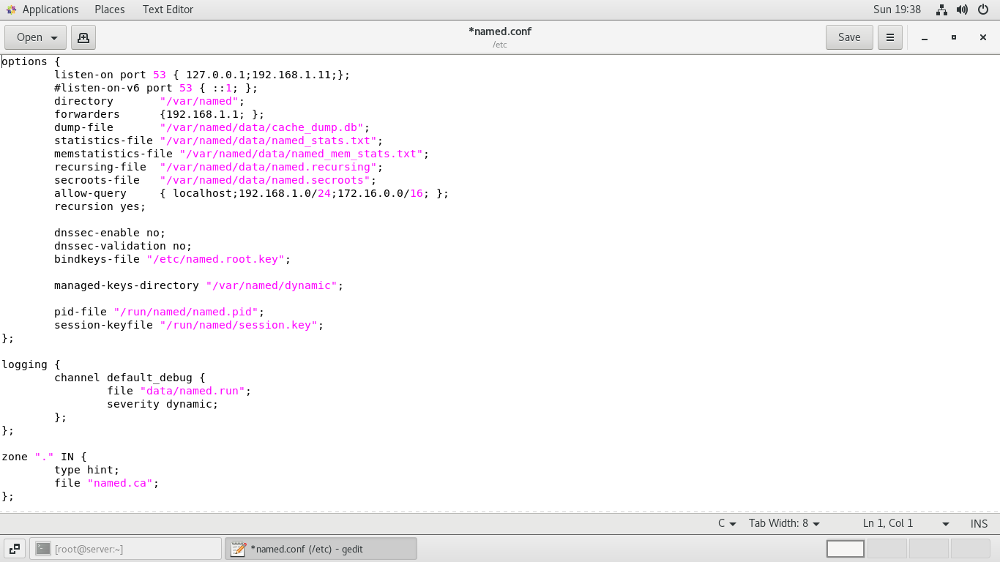 Applications Places Text Editor Sun 19:38
Open *named.conf Save
/etc
options {
listen-on port 53 { 127.0.0.1;192.168.1.11;};
#listen-on-v6 port 53 { ::1; };
directory "/var/named";
forwarders {192.168.1.1; };
dump-file "/var/named/data/cache_dump.db";
statistics-file "/var/named/data/named_stats.txt";
memstatistics-file "/var/named/data/named_mem_stats.txt";
recursing-file "/var/named/data/named.recursing";
secroots-file "/var/named/data/named.secroots";
allow-query { localhost;192.168.1.0/24;172.16.0.0/16; };
recursion yes;
dnssec-enable no;
dnssec-validation no;
bindkeys-file "/etc/named.root.key";
managed-keys-directory "/var/named/dynamic";
pid-file "/run/named/named.pid";
session-keyfile "/run/named/session.key";
};
logging {
channel default_debug {
file "data/named.run";
severity dynamic;
};
};
zone "." IN {
type hint;
file "named.ca";
};
C Tab Width: 8 Ln 1, Col 1 INS
[root@server:~] *named.conf (/etc) - gedit